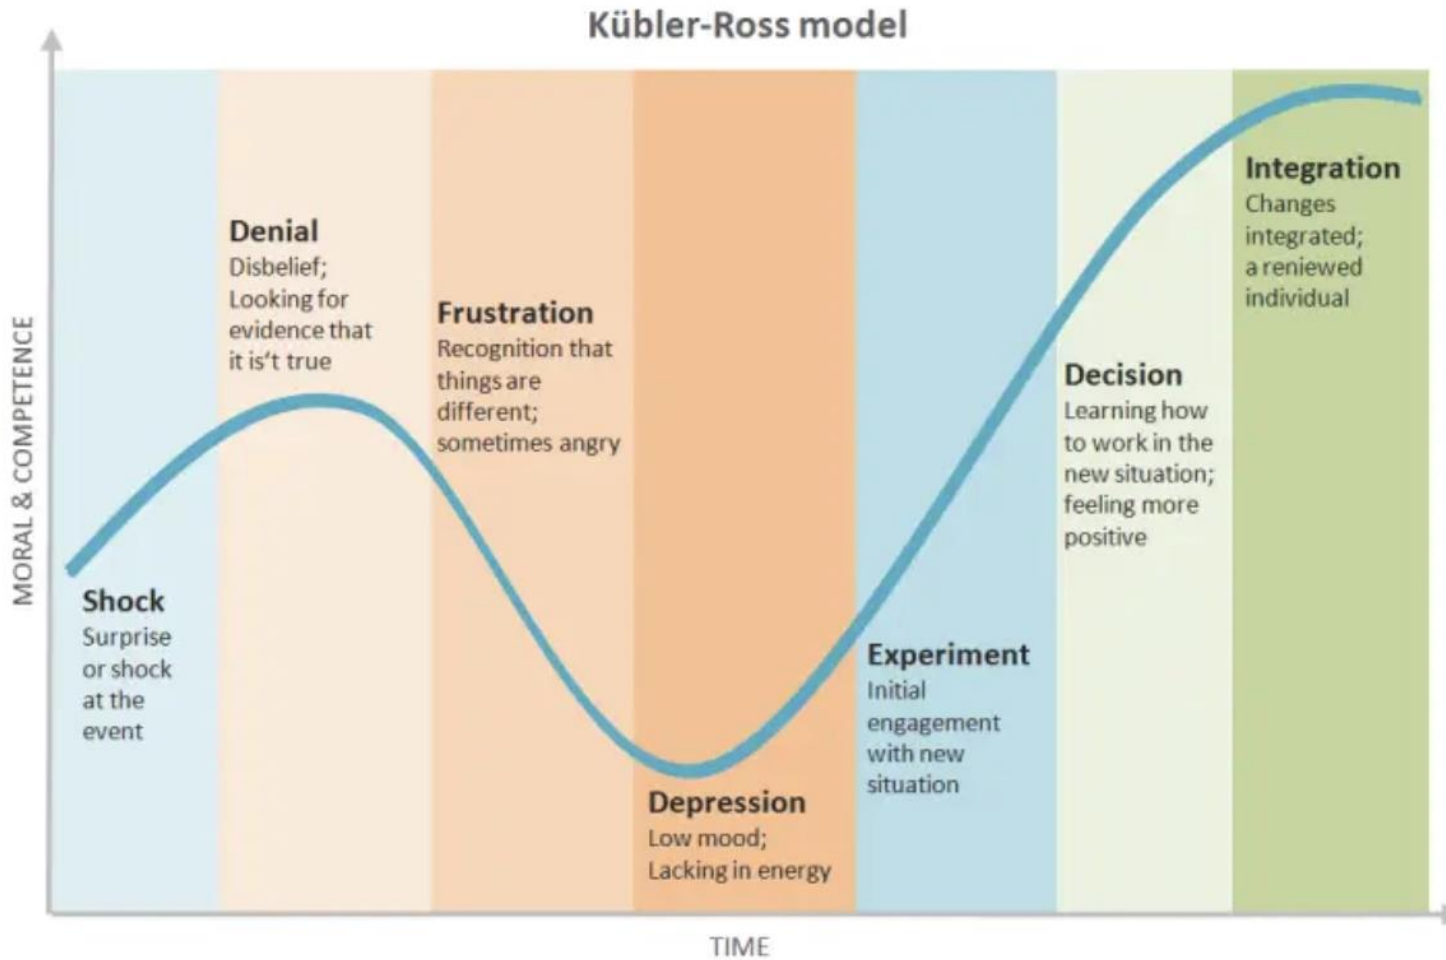 Kübler-Ross model
MORAL & COMPETENCE
Shock
Surprise
or shock
at the
event
Denial
Disbelief;
Looking for
evidence that
it is't true
Frustration
Recognition that
things are
different;
sometimes angry
Depression
Low mood;
Lacking in energy
Experiment
Initial
engagement
with new
situation
Decision
Learning how
to work in the
new situation;
feeling more
positive
Integration
Changes
integrated;
a reniewed
individual
TIME